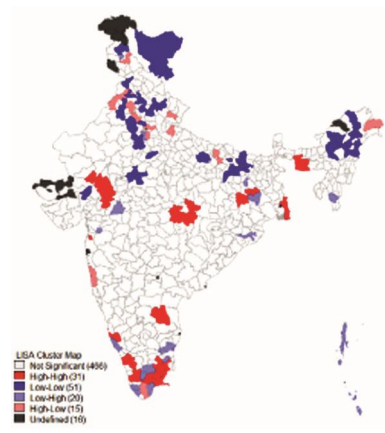 LISA Cluster Map
Not Significant (466)
High-High (31)
Low-Low (51)
Low-High (20)
High-Low (15)
Undefined (16)